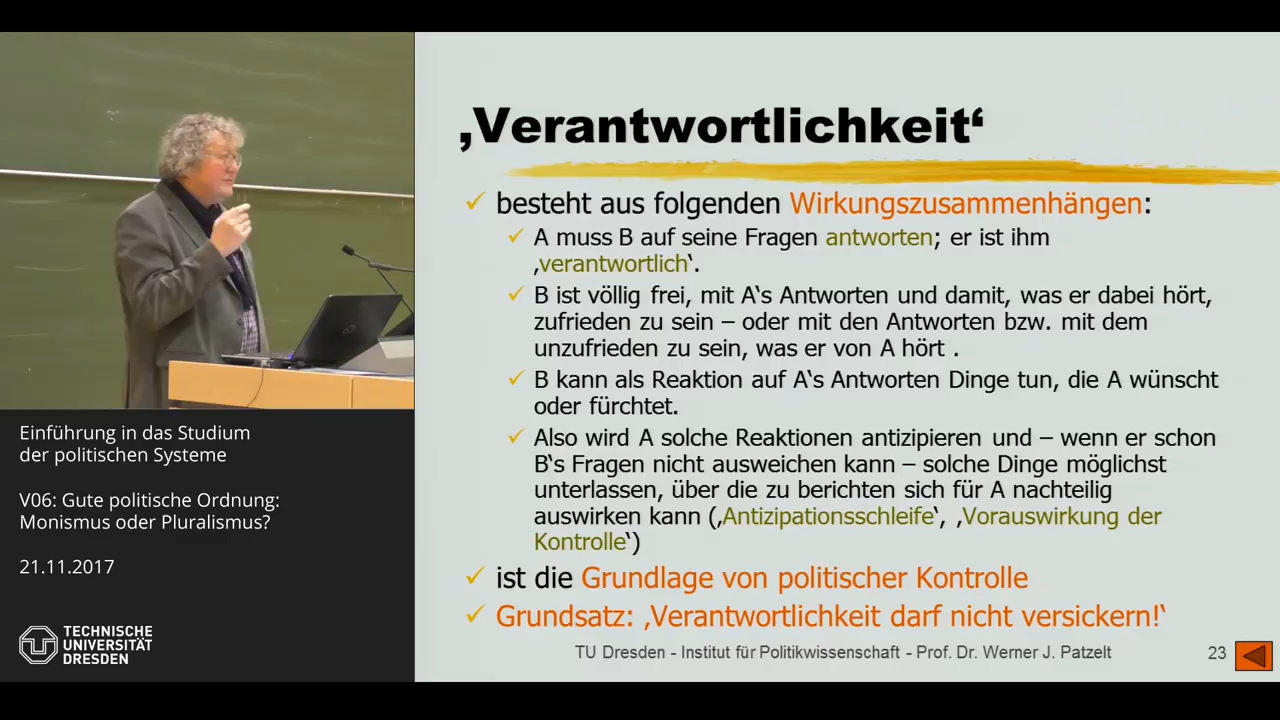 ‚Verantwortlichkeit‘
besteht aus folgenden Wirkungszusammenhängen:
A muss B auf seine Fragen antworten; er ist ihm
‚verantwortlich‘.
B ist völlig frei, mit A‘s Antworten und damit, was er dabei hört,
zufrieden zu sein – oder mit den Antworten bzw. mit dem
unzufrieden zu sein, was er von A hört .
B kann als Reaktion auf A‘s Antworten Dinge tun, die A wünscht
oder fürchtet.
Also wird A solche Reaktionen antizipieren und – wenn er schon
B‘s Fragen nicht ausweichen kann – solche Dinge möglichst
unterlassen, über die zu berichten sich für A nachteilig
auswirken kann (‚Antizipationsschleife‘, ‚Vorauswirkung der
Kontrolle‘)
ist die Grundlage von politischer Kontrolle
Grundsatz: ‚Verantwortlichkeit darf nicht versickern!‘
TU Dresden - Institut für Politikwissenschaft - Prof. Dr. Werner J. Patzelt
23
Einführung in das Studium
der politischen Systeme
V06: Gute politische Ordnung:
Monismus oder Pluralismus?
21.11.2017
TECHNISCHE
UNIVERSITÄT
DRESDEN